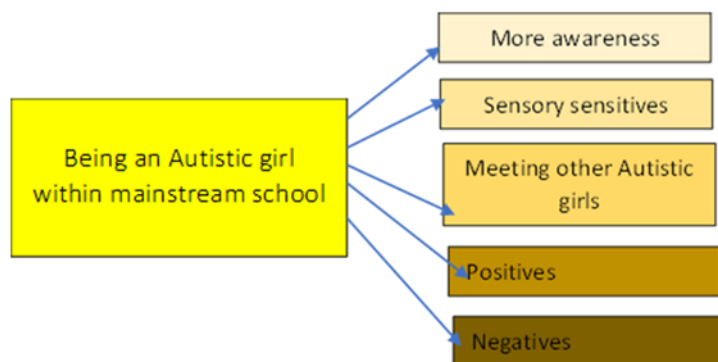 Being an Autistic girl
within mainstream school
More awareness
Sensory sensitives
Meeting other Autistic
girls
Positives
Negatives